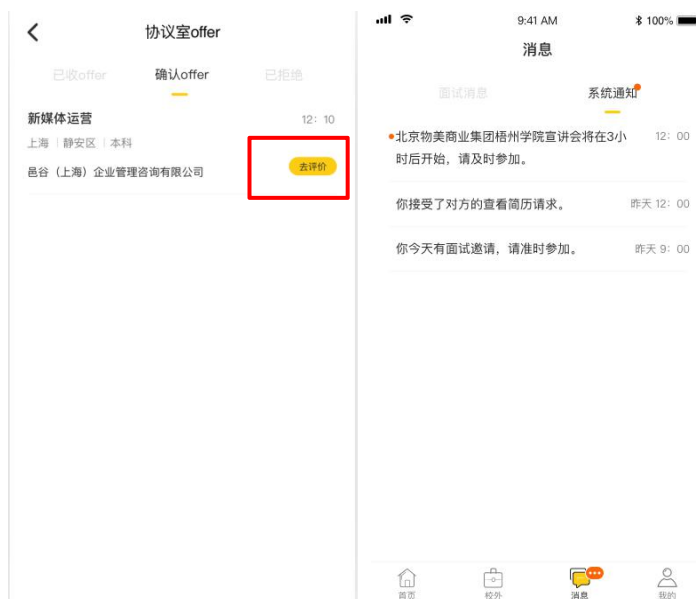 协议室offer
已收offer 确认offer 已拒绝
新媒体运营 12：10
上海 静安区 本科
邑谷（上海）企业管理咨询有限公司 去评价
9:41 AM 100%
消息
面试消息 系统通知
北京物美商业集团梧州学院宣讲会将在3小 12：00
时后开始，请及时参加。
你接受了对方的查看简历请求。 昨天 12：00
你今天有面试邀请，请准时参加。 昨天 9：00
首页 校外 消息 我的